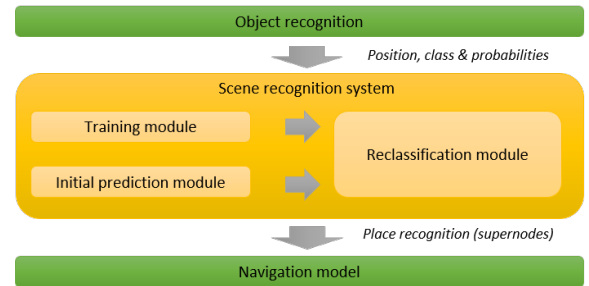 Object recognition
Position, class & probabilities
Scene recognition system
Training module
Reclassification module
Initial prediction module
Place recognition (supernodes)
Navigation model